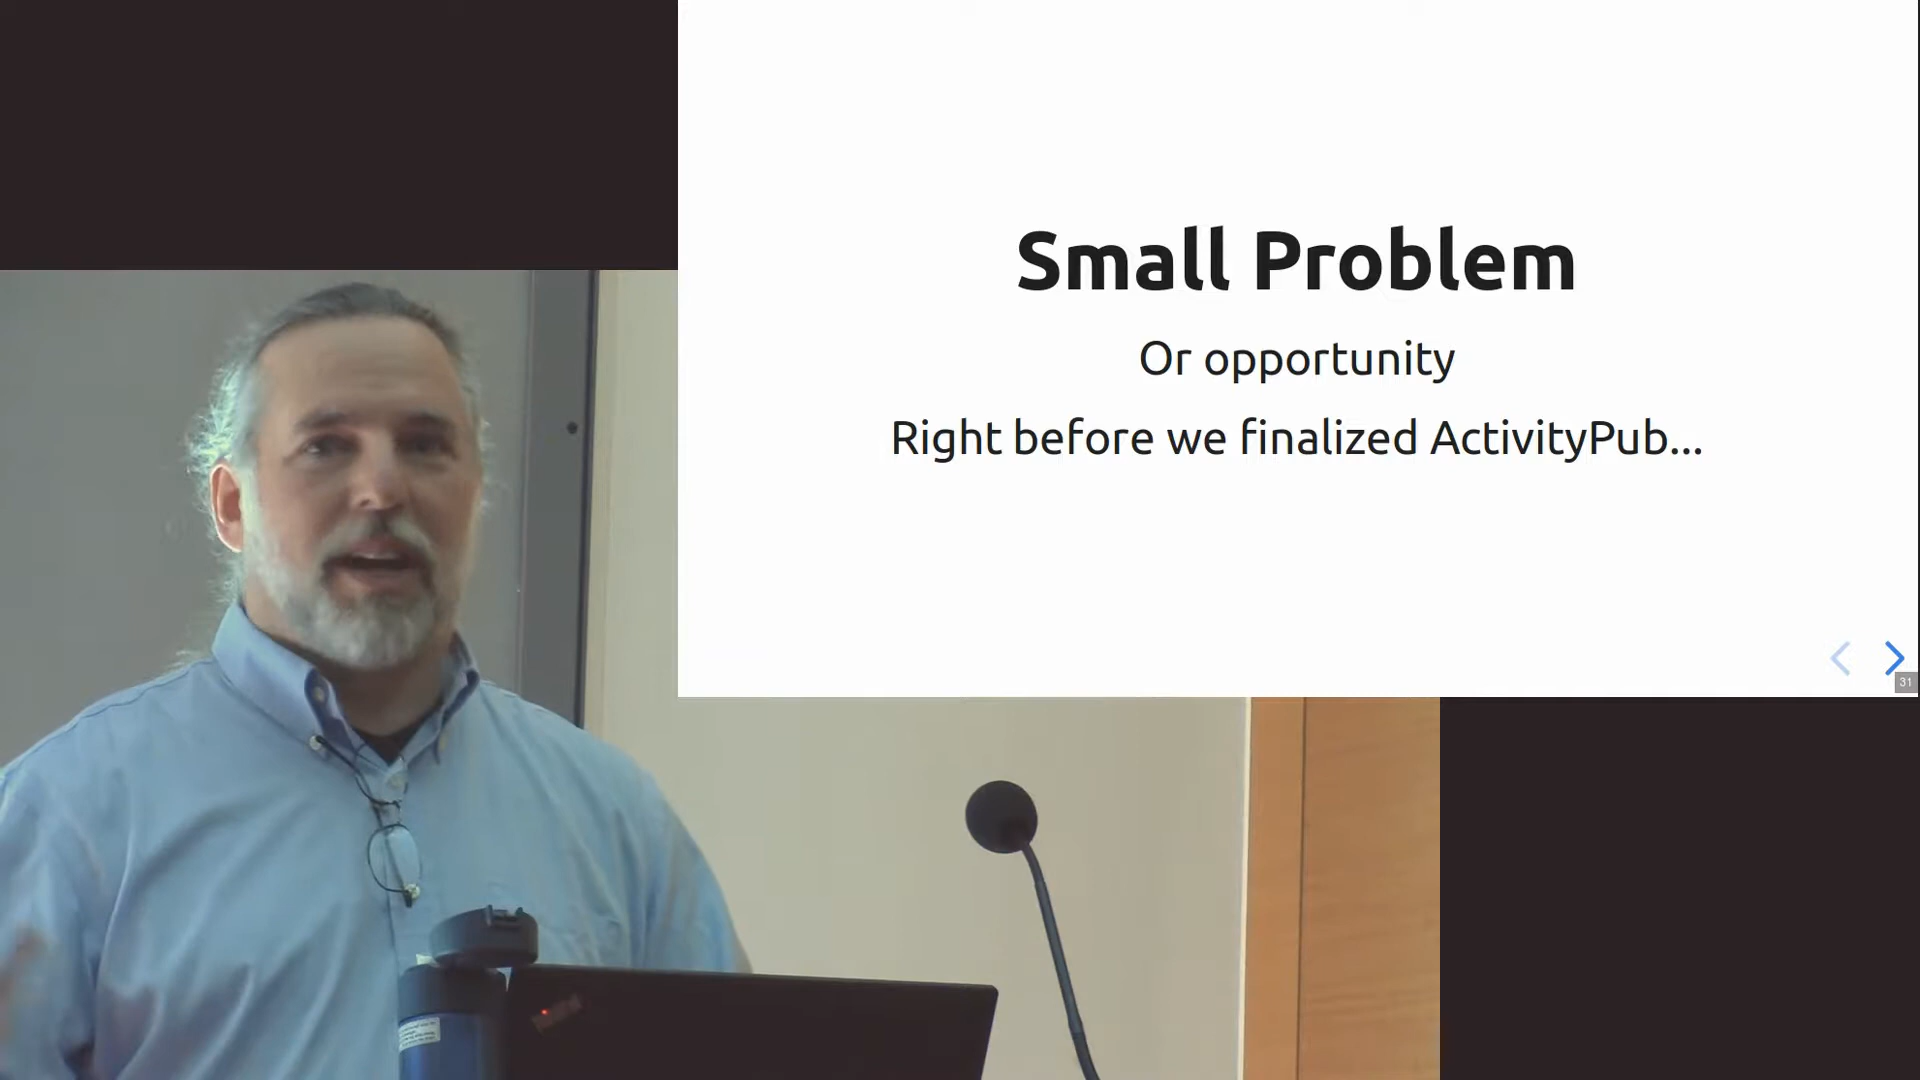 Small Problem
Or opportunity
Right before we finalized ActivityPub...
31